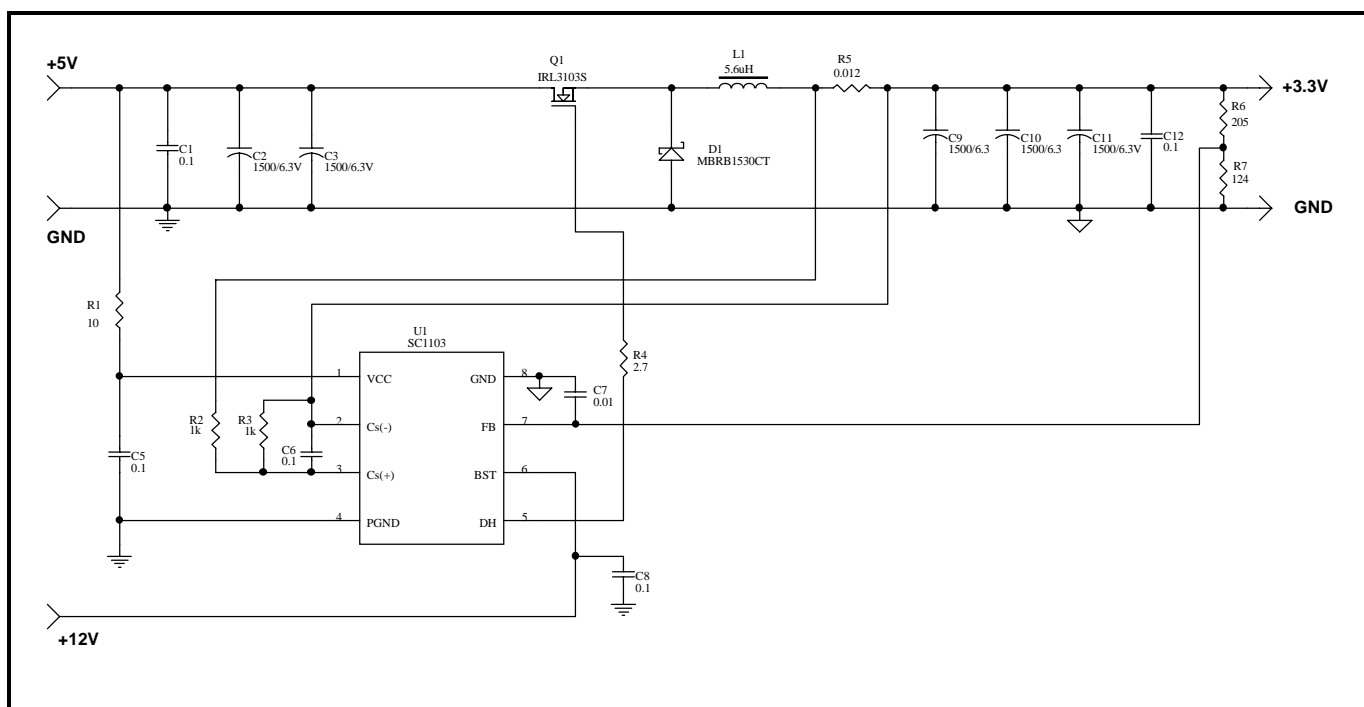 +5V
Q1
IRL3103S
L1
5.6uH
R5
0.012
+3.3V
R6
205
C1
0.1
C2
1500/6.3V
C3
1500/6.3V
D1
MBRB1530CT
C9
1500/6.3
C10
1500/6.3
C11
1500/6.3V
C12
0.1
R7
124
GND
GND
R1
10
U1
SC1103
R4
2.7
1
VCC
GND
8
C7
0.01
R2
1k
R3
1k
2
Cs(-)
FB
7
C6
0.1
C5
0.1
3
Cs(+)
BST
6
4
PGND
DH
5
C8
0.1
+12V